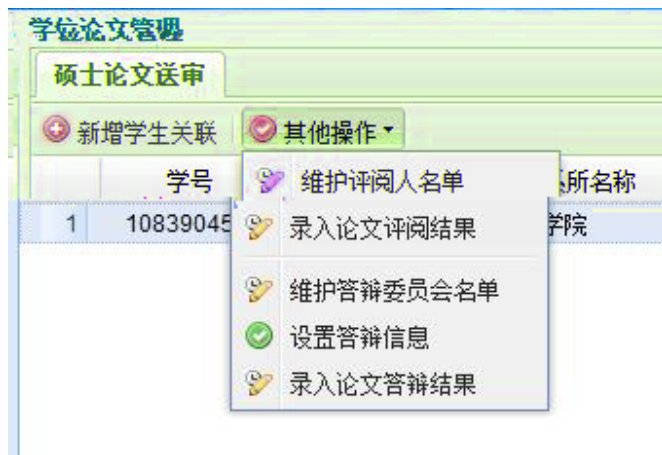 学位论文管理
硕士论文送审
新增学生关联 其他操作
学号 所名称
1 10839045 学院
维护评阅人名单
录入论文评阅结果
维护答辩委员会名单
设置答辩信息
录入论文答辩结果